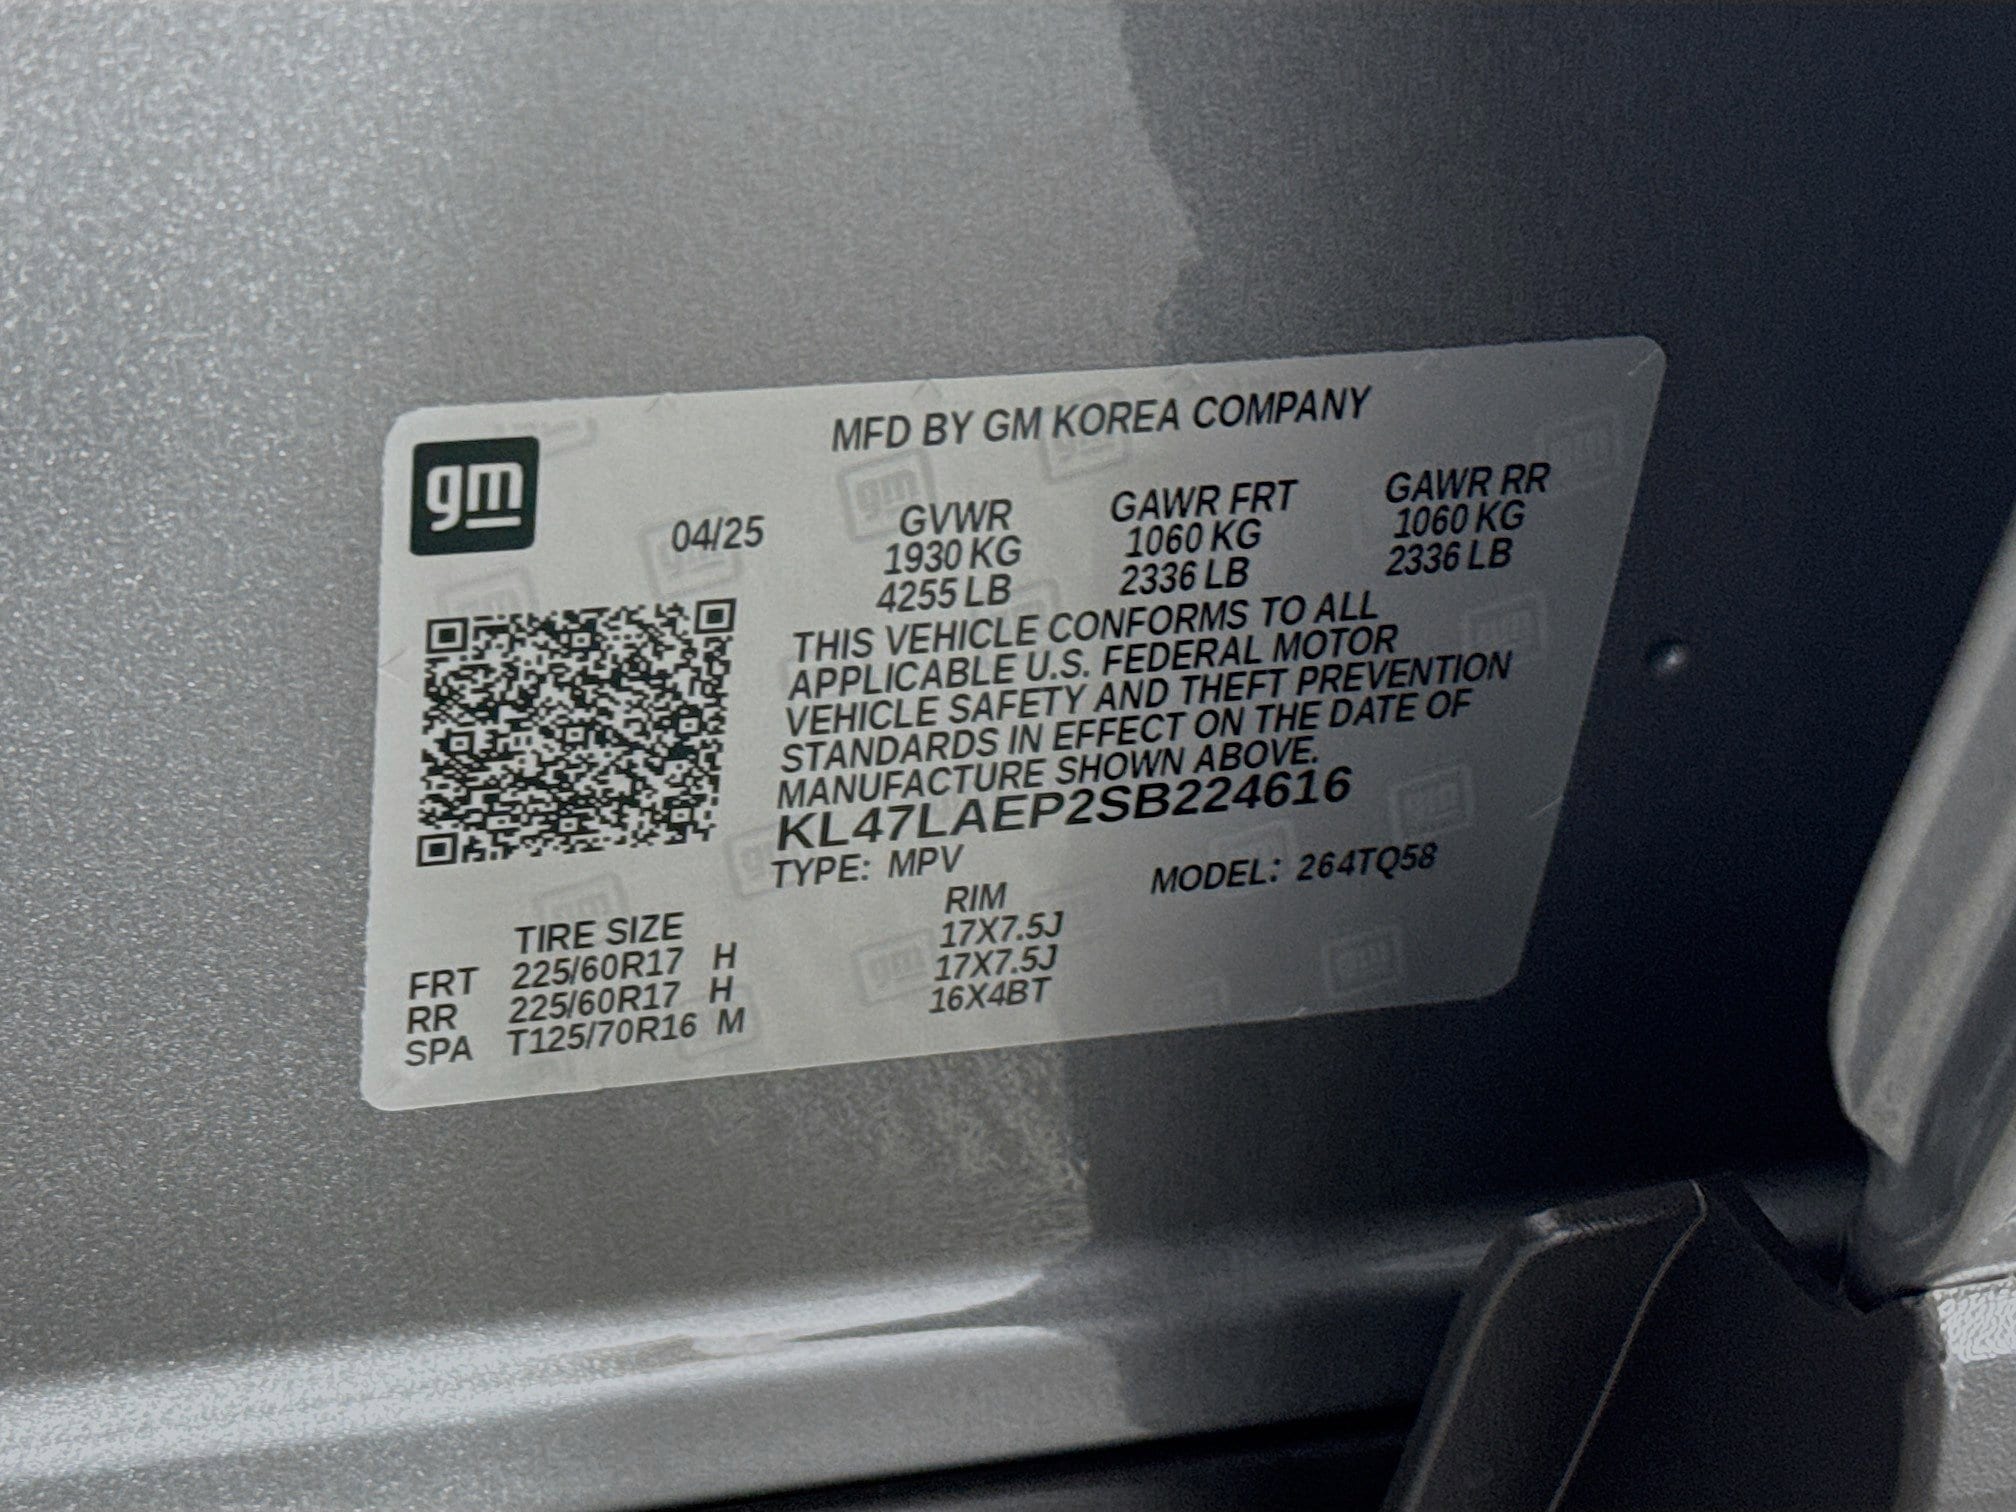 gm
MFD BY GM KOREA COMPANY
04/25 GVWR GAWR FRT GAWR RR
1930 KG 1060 KG 1060 KG
4255 LB 2336 LB 2336 LB
THIS VEHICLE CONFORMS TO ALL
APPLICABLE U.S. FEDERAL MOTOR
VEHICLE SAFETY AND THEFT PREVENTION
STANDARDS IN EFFECT ON THE DATE OF
MANUFACTURE SHOWN ABOVE.
KL47LAEP2SB224616
TYPE: MPV MODEL: 264TQ58
TIRE SIZE RIM
FRT 225/60R17 H 17X7.5J
RR 225/60R17 H 17X7.5J
SPA T125/70R16 M 16X4BT